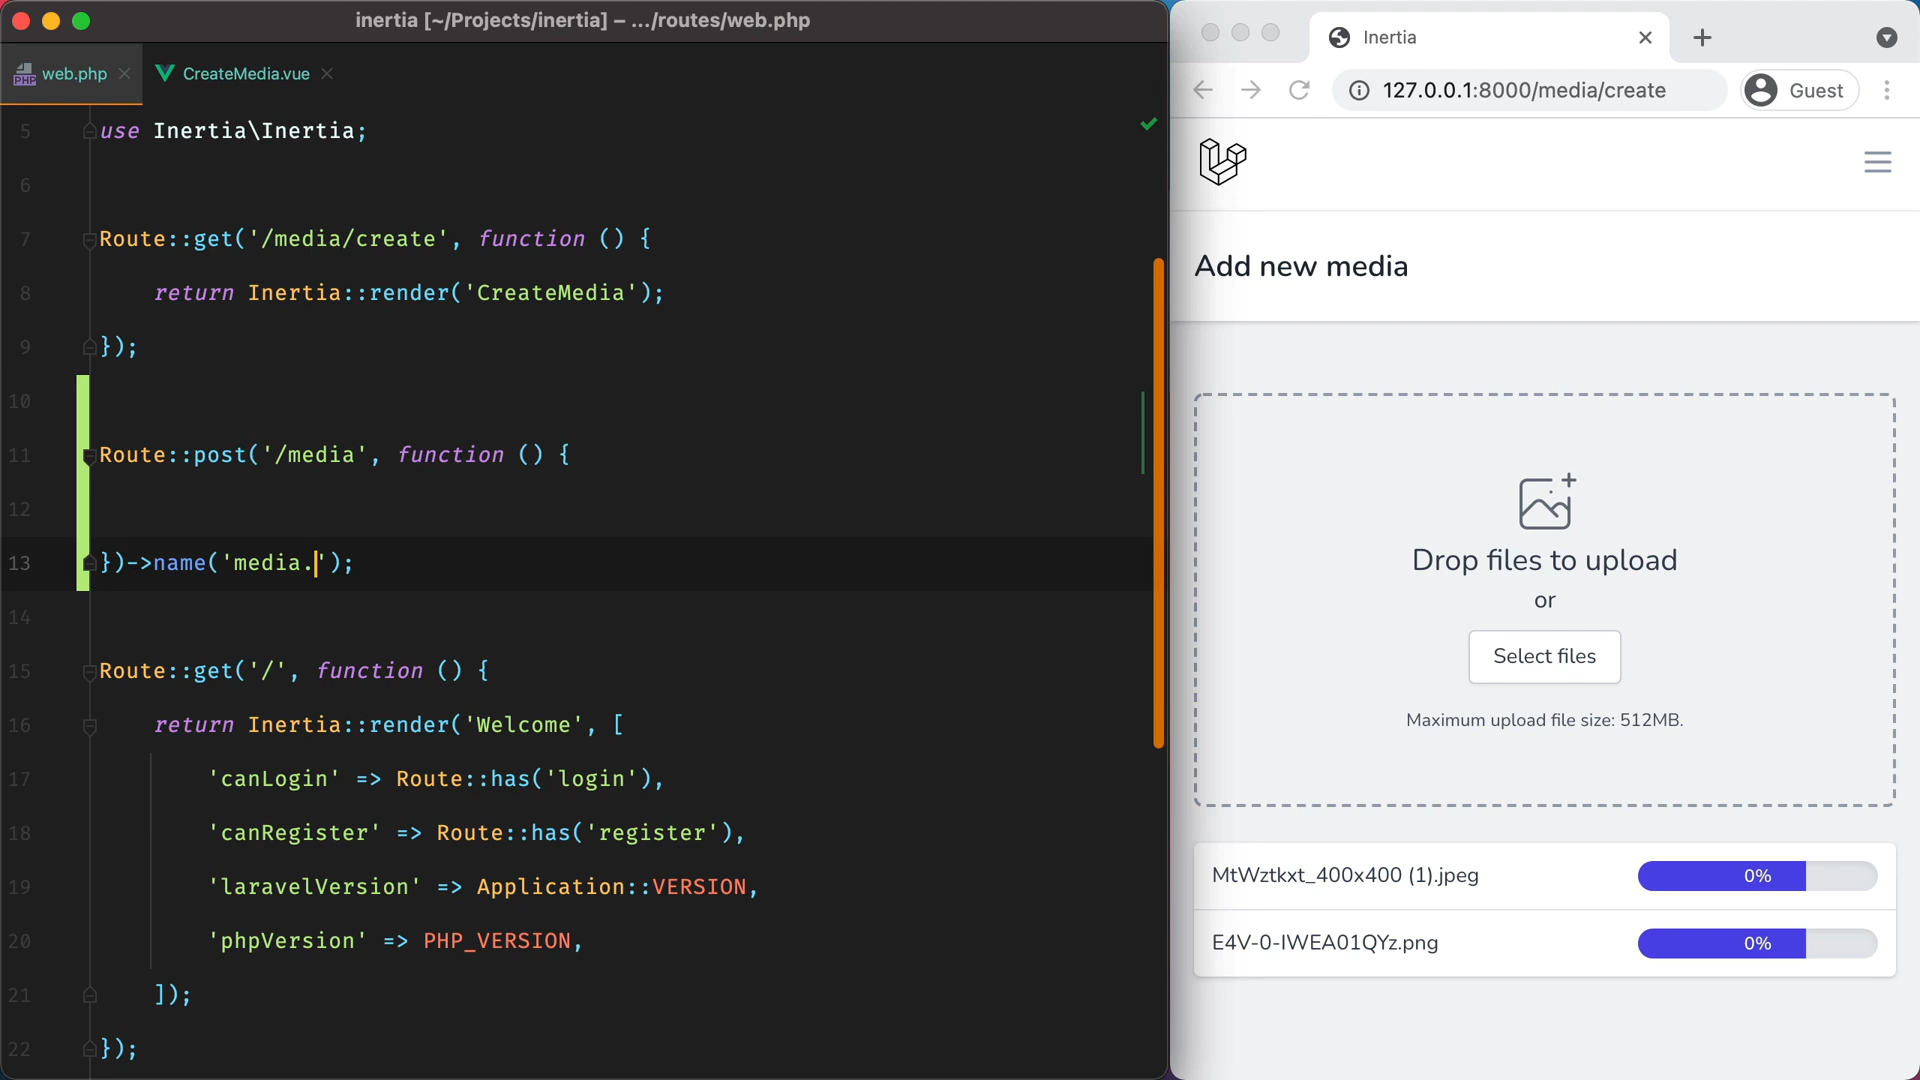 inertia [~/Projects/inertia] – .../routes/web.php
PHP web.php
CreateMedia.vue
5 use Inertia\Inertia;
6
7 Route::get('/media/create', function () {
8 return Inertia::render('CreateMedia');
9 });
10
11 Route::post('/media', function () {
12
13 })->name('media.');
14
15 Route::get('/', function () {
16 return Inertia::render('Welcome', [
17 'canLogin' => Route::has('login'),
18 'canRegister' => Route::has('register'),
19 'laravelVersion' => Application::VERSION,
20 'phpVersion' => PHP_VERSION,
21 ]);
22 });
Inertia
127.0.0.1:8000/media/create
Guest
Add new media
Drop files to upload
or
Select files
Maximum upload file size: 512MB.
MtWztkxt_400x400 (1).jpeg 0%
E4V-0-IWEA01QYz.png 0%